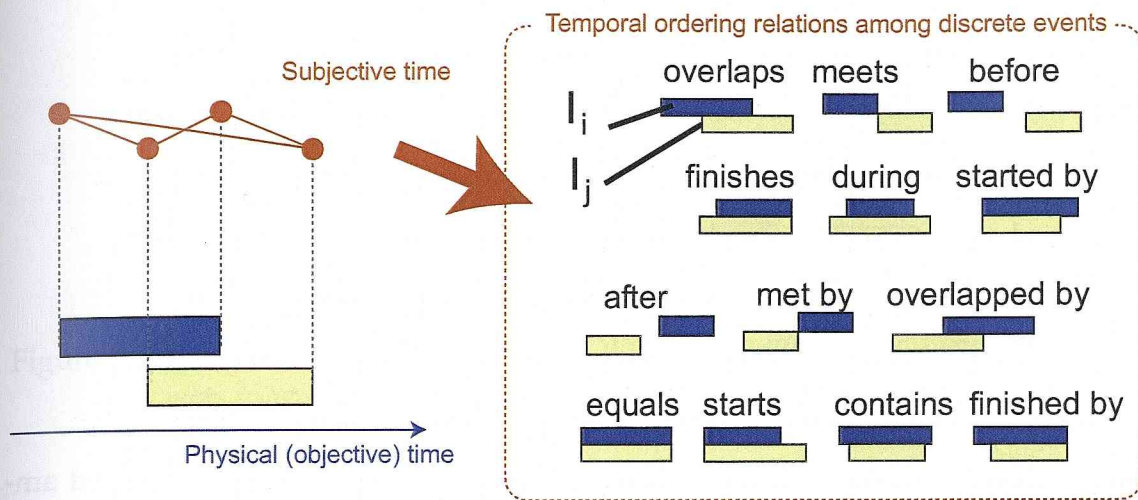 Temporal ordering relations among discrete events
Subjective time
overlaps meets before
I i
I j
finishes during started by
after met by overlapped by
equals starts contains finished by
Physical (objective) time